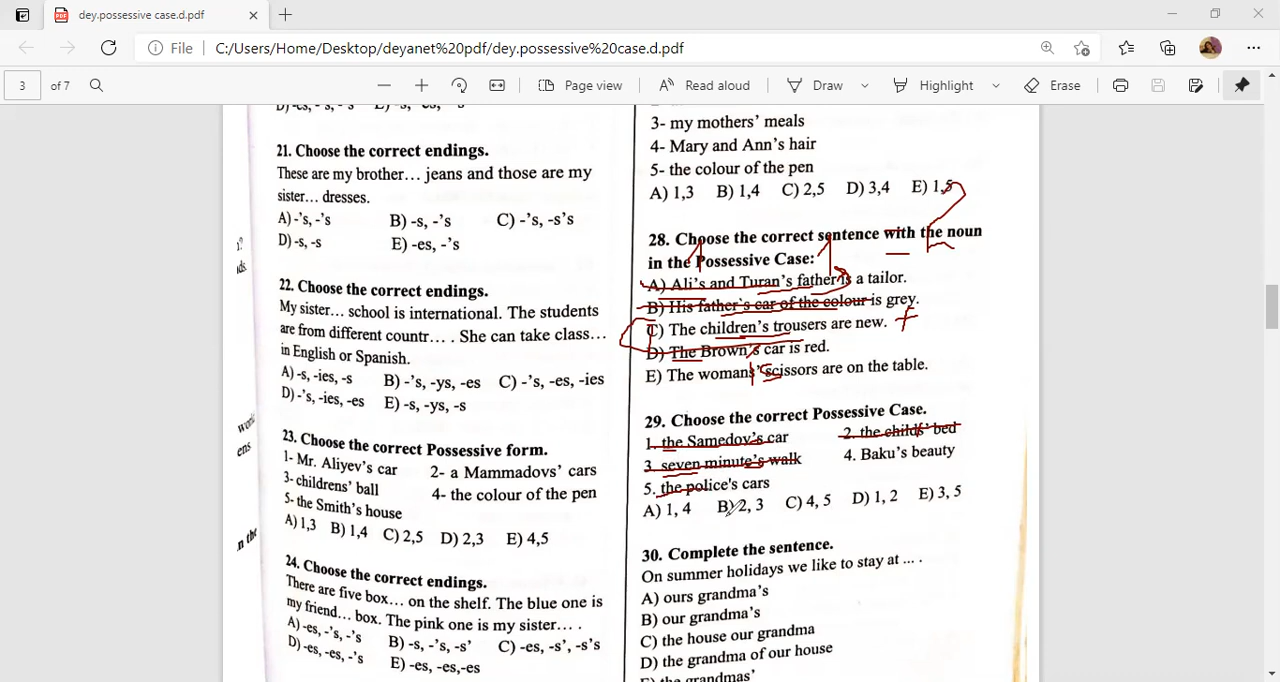 dey.possessive case.d.pdf
File C:/Users/Home/Desktop/deyanet%20pdf/dey.possessive%20case.d.pdf
3 of 7
Page view
Read aloud
Draw
Highlight
Erase
21. Choose the correct endings.
These are my brother… jeans and those are my
sister… dresses.
A) -'s, -'s B) -s, -'s C) -'s, -s's
D) -s, -s E) -es, -'s
22. Choose the correct endings.
My sister… school is international. The students
are from different countr… . She can take class…
in English or Spanish.
A) -s, -ies, -s B) -'s, -ys, -es C) -'s, -es, -ies
D) -'s, -ies, -es E) -s, -ys, -s
23. Choose the correct Possessive form.
1- Mr. Aliyev's car 2- a Mammadovs' cars
3- childrens' ball 4- the colour of the pen
5- the Smith's house
A) 1,3 B) 1,4 C) 2,5 D) 2,3 E) 4,5
24. Choose the correct endings.
There are five box… on the shelf. The blue one is
my friend… box. The pink one is my sister… .
A) -es, -'s, -'s B) -s, -'s, -s' C) -es, -s', -s's
D) -es, -es, -'s E) -es, -es,-es
3- my mothers' meals
4- Mary and Ann's hair
5- the colour of the pen
A) 1,3 B) 1,4 C) 2,5 D) 3,4 E) 1,5
28. Choose the correct sentence with the noun
in the Possessive Case:
A) Ali's and Turan's father is a tailor.
B) His father's car of the colour is grey.
C) The children's trousers are new. +
D) The Brown's car is red.
E) The womans' scissors are on the table.
29. Choose the correct Possessive Case.
1. the Samedov's car 2. the childs' bed
3. seven minute's walk 4. Baku's beauty
5. the police's cars
A) 1, 4 B) 2, 3 C) 4, 5 D) 1, 2 E) 3, 5
30. Complete the sentence.
On summer holidays we like to stay at … .
A) ours grandma's
B) our grandma's
C) the house our grandma
D) the grandma of our house
E) the grandmas'